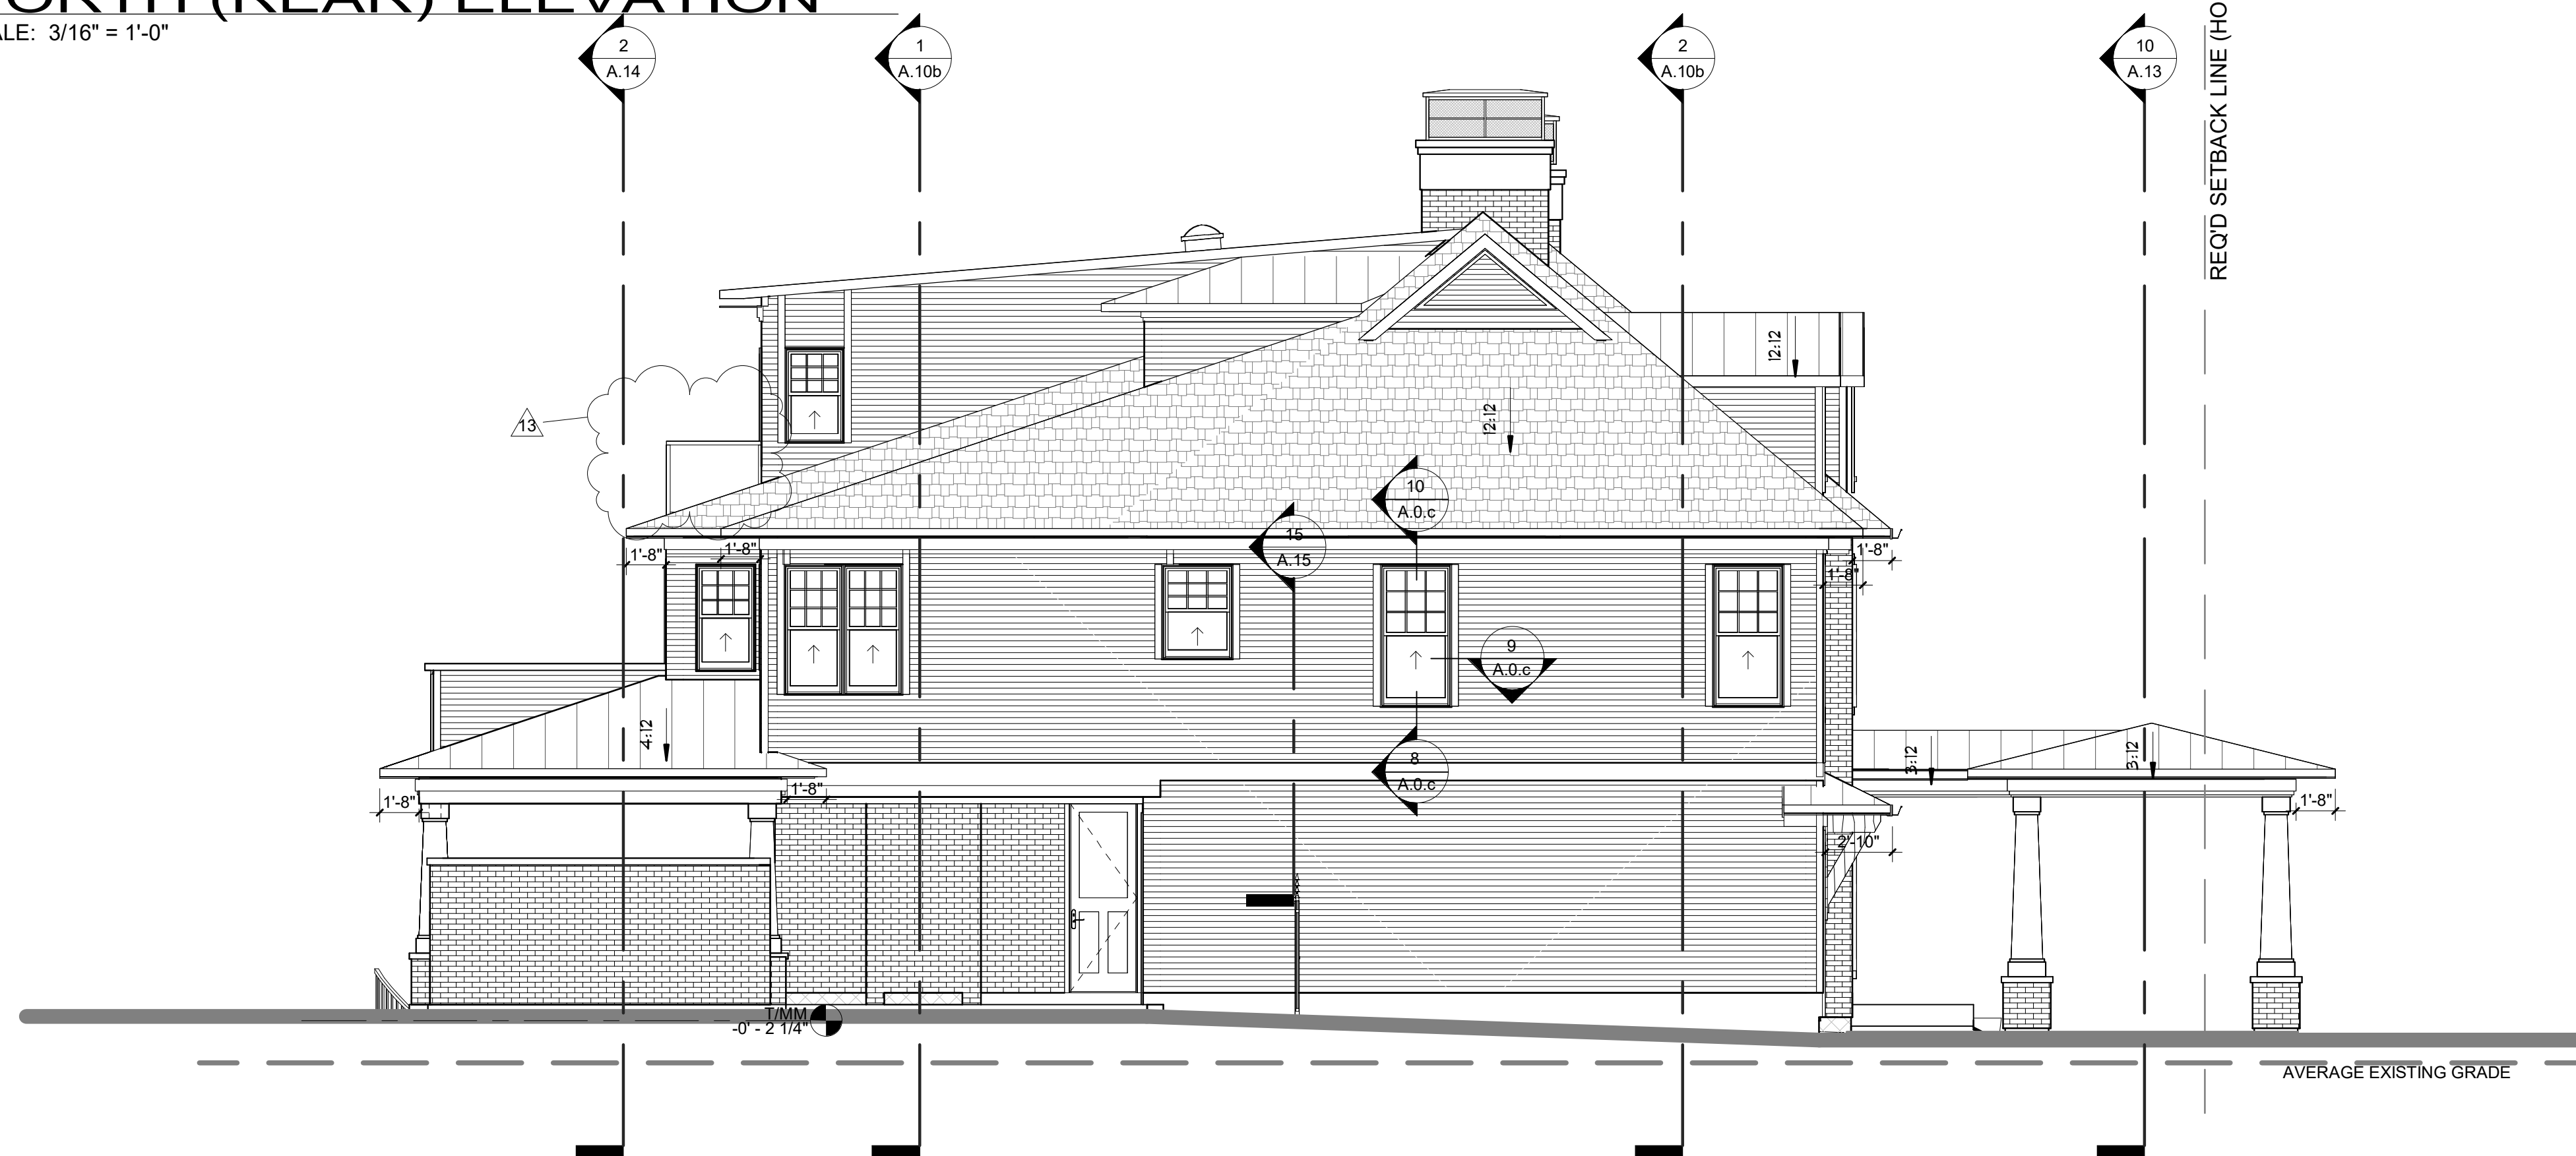 (REAR) ELEVATION
3/16" = 1'-0"
2
A.14
1
A.10b
2
A.10b
10
A.13
REQ'D SETBACK LINE
12:12
12:12
13
10
A.0.c
15
A.15
1'-8"
1'-8"
1'-8"
1'-8"
9
A.0.c
4:12
8
A.0.c
3:12
3:12
1'-8"
1'-8"
1'-8"
2'-10"
T/MM
-0' - 2 1/4"
AVERAGE EXISTING GRADE